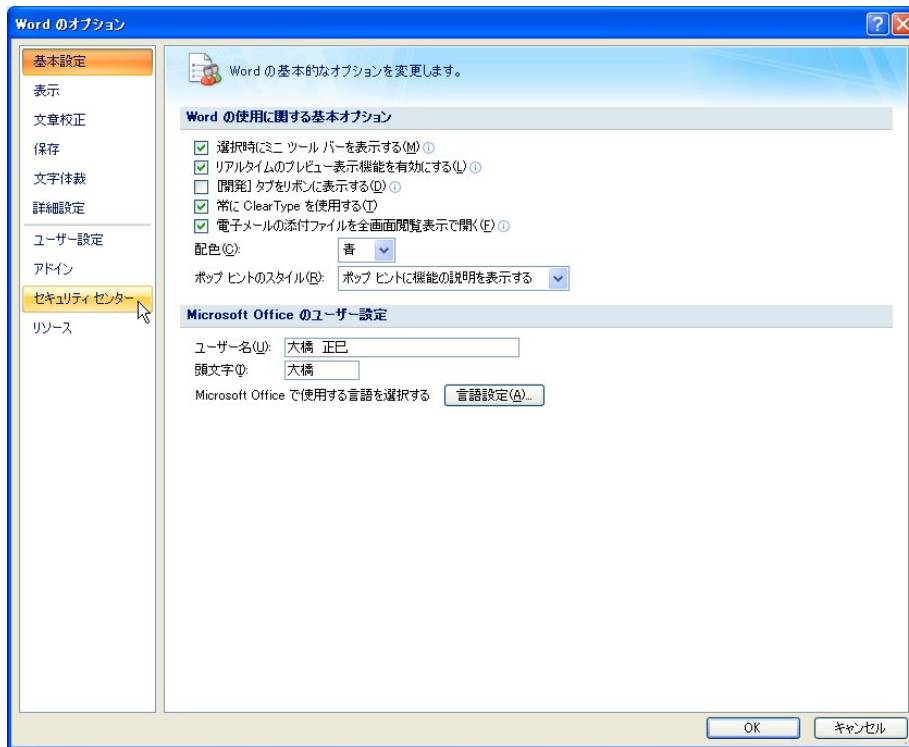 Word のオプション
基本設定
表示
文章校正
保存
文字体裁
詳細設定
ユーザー設定
アドイン
セキュリティ センター
リソース
Word の基本的なオプションを変更します。
Word の使用に関する基本オプション
選択時にミニ ツール バーを表示する(M)
リアルタイムのプレビュー表示機能を有効にする(L)
[開発] タブをリボンに表示する(D)
常に ClearType を使用する(T)
電子メールの添付ファイルを全画面閲覧表示で開く(F)
配色(C): 青
ポップ ヒントのスタイル(R): ポップ ヒントに機能の説明を表示する
Microsoft Office のユーザー設定
ユーザー名(U): 大橋 正巳
頭文字(I): 大橋
Microsoft Office で使用する言語を選択する 言語設定(A)...
OK キャンセル